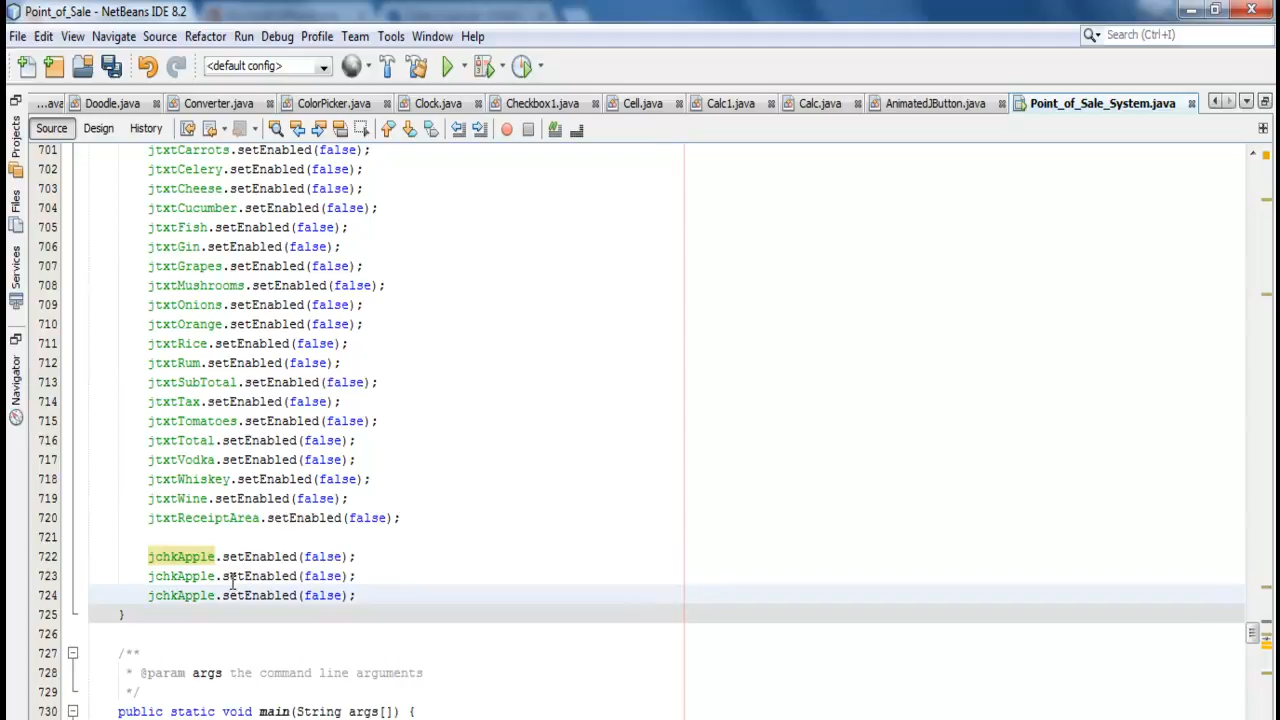 Point_of_Sale - NetBeans IDE 8.2
File Edit View Navigate Source Refactor Run Debug Profile Team Tools Window Help
Search (Ctrl+I)
<default config>
...ava Doodle.java Converter.java ColorPicker.java Clock.java Checkbox1.java Cell.java Calc1.java Calc.java AnimatedJButton.java Point_of_Sale_System.java
Source Design History
Projects
Files
Services
Navigator
701 jtxtCarrots.setEnabled(false);
702 jtxtCelery.setEnabled(false);
703 jtxtCheese.setEnabled(false);
704 jtxtCucumber.setEnabled(false);
705 jtxtFish.setEnabled(false);
706 jtxtGin.setEnabled(false);
707 jtxtGrapes.setEnabled(false);
708 jtxtMushrooms.setEnabled(false);
709 jtxtOnions.setEnabled(false);
710 jtxtOrange.setEnabled(false);
711 jtxtRice.setEnabled(false);
712 jtxtRum.setEnabled(false);
713 jtxtSubTotal.setEnabled(false);
714 jtxtTax.setEnabled(false);
715 jtxtTomatoes.setEnabled(false);
716 jtxtTotal.setEnabled(false);
717 jtxtVodka.setEnabled(false);
718 jtxtWhiskey.setEnabled(false);
719 jtxtWine.setEnabled(false);
720 jtxtReceiptArea.setEnabled(false);
721
722 jchkApple.setEnabled(false);
723 jchkApple.setEnabled(false);
724 jchkApple.setEnabled(false);
725 }
726
727 /**
728 * @param args the command line arguments
729 */
730 public static void main(String args[]) {